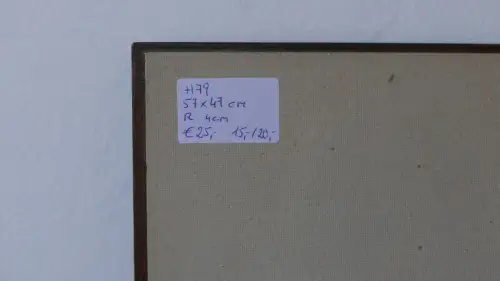 H79
57x47 cm
R 4cm
€25,- 15,-/20,-